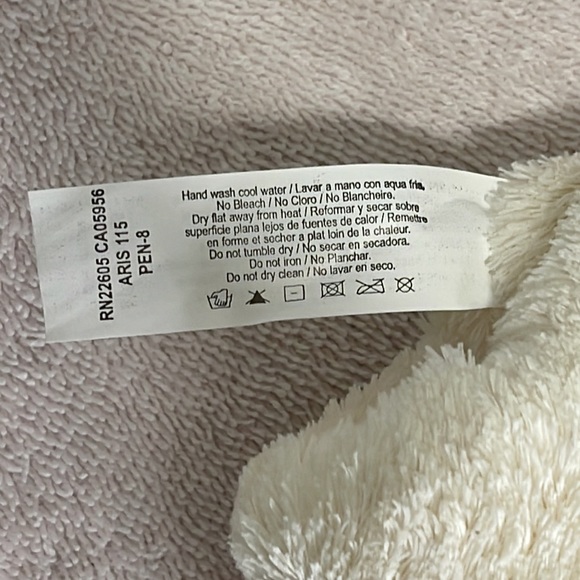 RN22605 CA05956
ARIS 115
PEN-8
Hand wash cool water / Lavar a mano con aqua fria.
No Bleach / No Cloro / No Blancheire.
Dry flat away from heat / Reformar y secar sobre
superficie plana lejos de fuentes de calor / Remettre
en forme et socher a plat loin de la chaleur.
Do not tumble dry / No secar en secadora.
Do not iron / No Planchar.
Do not dry clean / No lavar en seco.